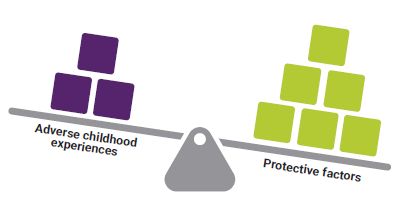 Adverse childhood
experiences
Protective factors